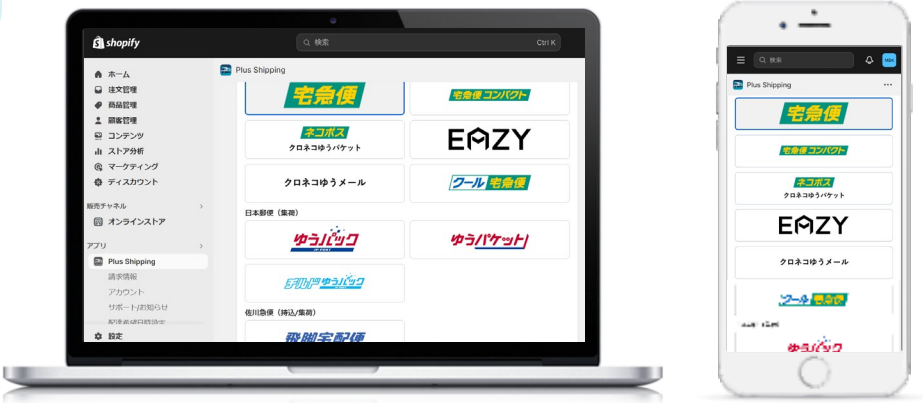 shopify
検索
Ctrl K
ホーム
注文管理
商品管理
顧客管理
コンテンツ
ストア分析
マーケティング
ディスカウント
販売チャネル
オンラインストア
アプリ
Plus Shipping
請求情報
アカウント
サポート/お知らせ
配達希望日時設定
設定
Plus Shipping
宅急便
宅急便 コンパクト
ネコポス
クロネコゆうパケット
EAZY
クロネコゆうメール
クール 宅急便
日本郵便（集荷）
ゆうパック
ゆうパケット
チルドゆうパック
佐川急便（持込/集荷）
飛脚宅配便
検索
Plus Shipping
宅急便
宅急便 コンパクト
ネコポス
クロネコゆうパケット
EAZY
クロネコゆうメール
クール 宅急便
ゆうパック